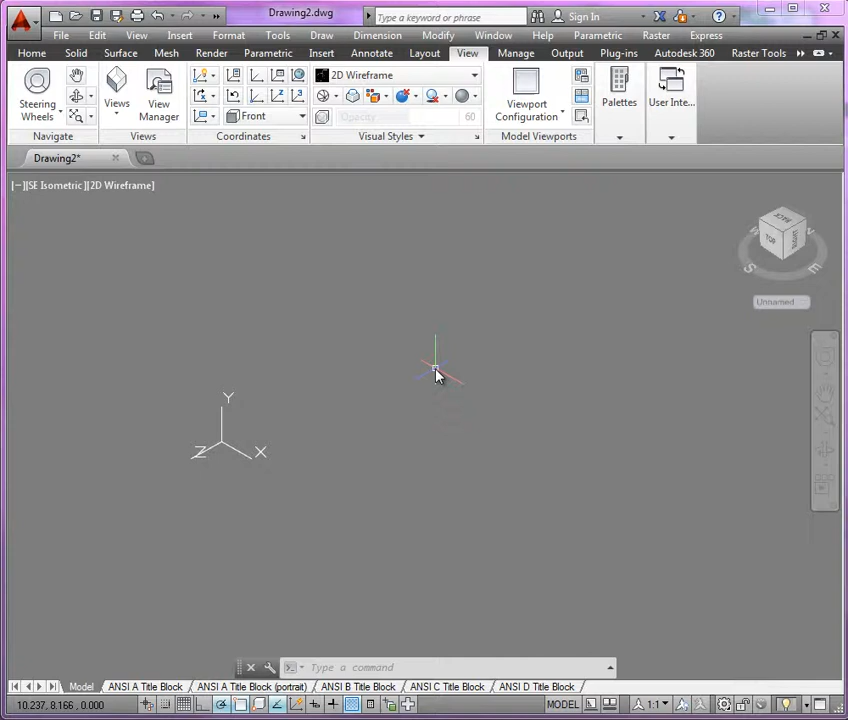 Drawing2.dwg
Type a keyword or phrase
Sign In
File Edit View Insert Format Tools Draw Dimension Modify Window Help Parametric Raster Express
Home Solid Surface Mesh Render Parametric Insert Annotate Layout View Manage Output Plug-ins Autodesk 360 Raster Tools
2D Wireframe
Steering Wheels
Views
View Manager
Front
Opacity 60
Viewport Configuration
Palettes
User Inte...
Navigate Views Coordinates Visual Styles Model Viewports
Drawing2*
[−][SE Isometric][2D Wireframe]
TOP
W
S
E
Unnamed
Y
Z
X
Type a command
Model ANSI A Title Block ANSI A Title Block (portrait) ANSI B Title Block ANSI C Title Block ANSI D Title Block
10.237, 8.166 , 0.000
MODEL
1:1